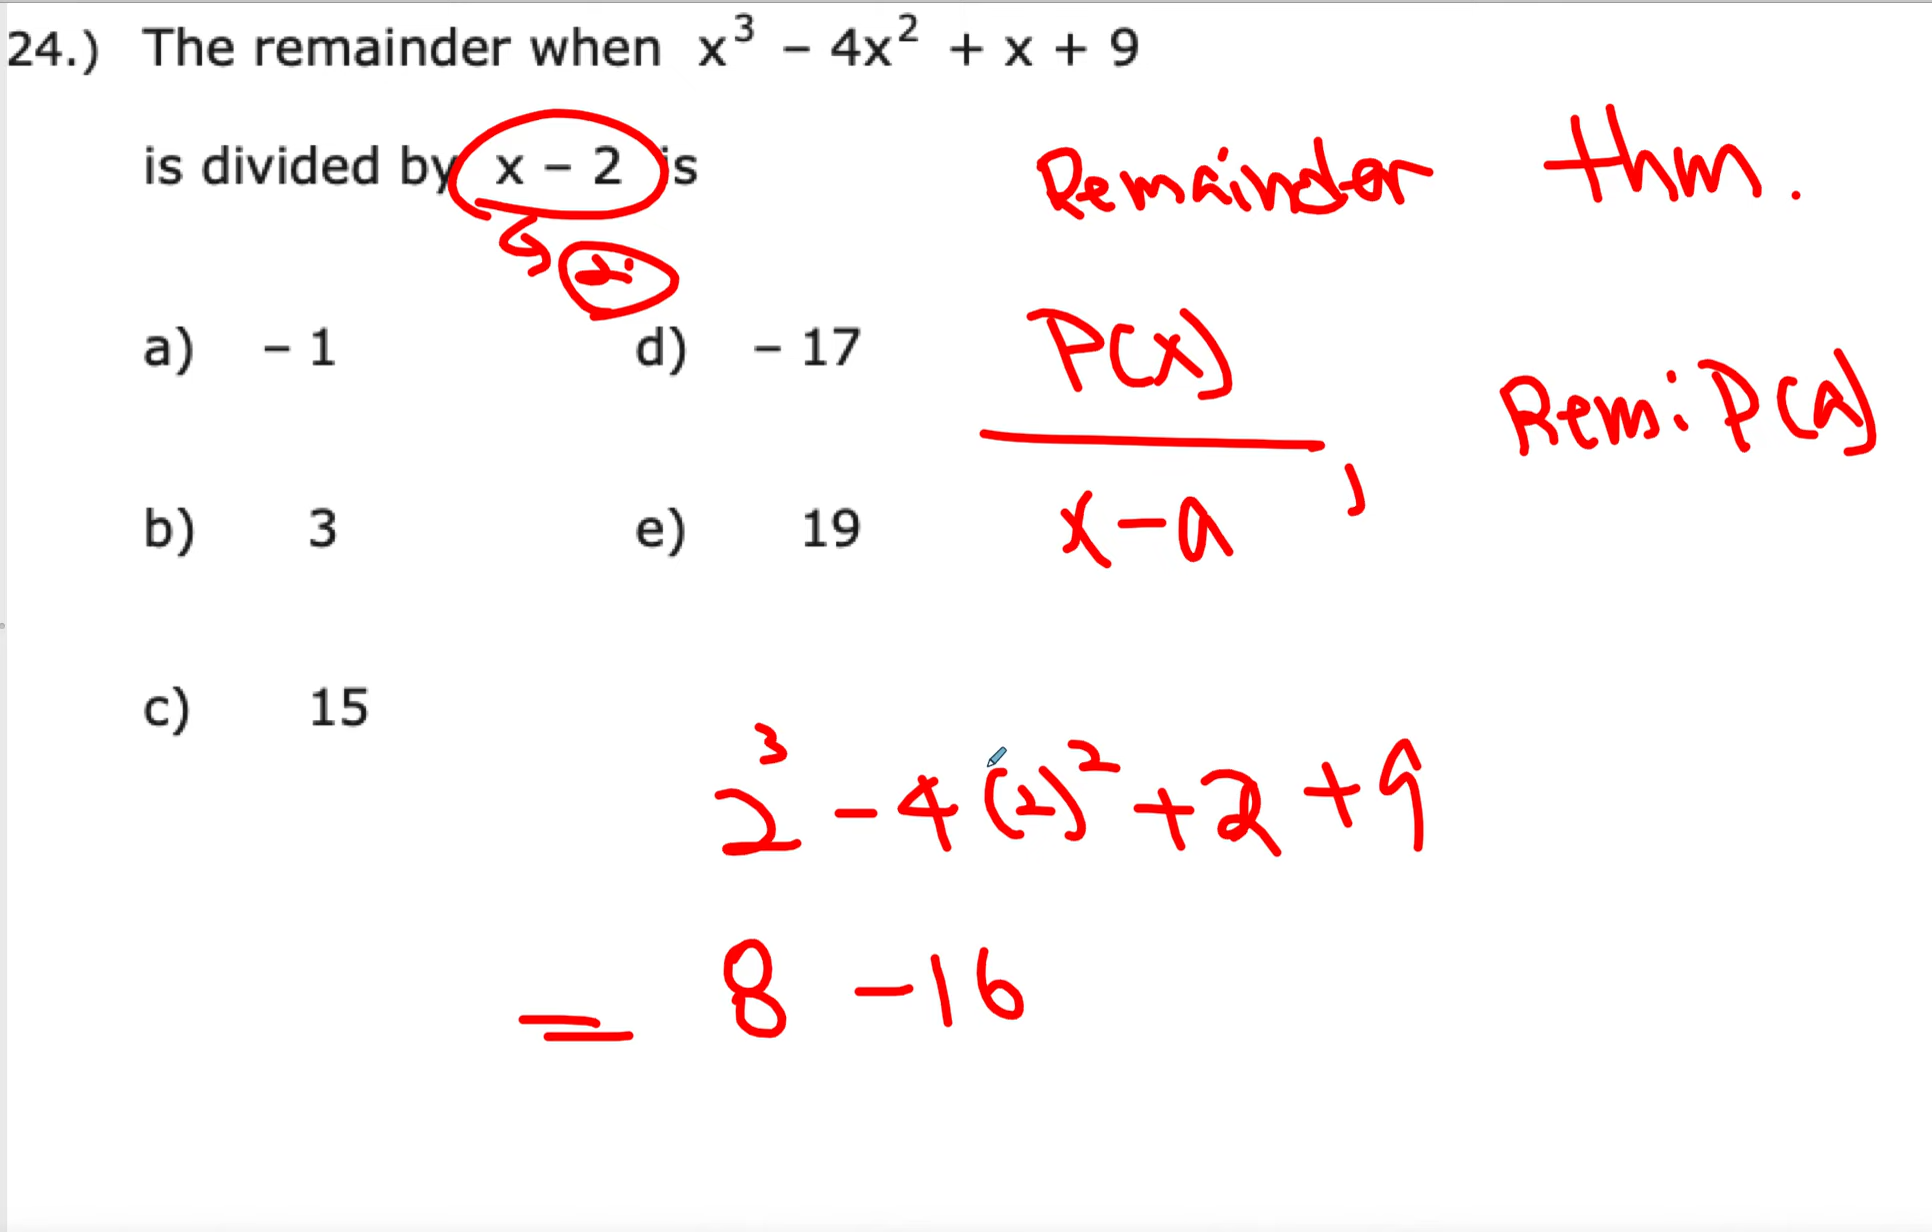 24.) The remainder when x³ – 4x² + x + 9
is divided by x – 2 is
Remainder thm.
2:
a) – 1 d) – 17
P(x)
x-a , Rem: P(a)
b) 3 e) 19
c) 15
2³ - 4(2)² + 2 + 9
= 8 - 16